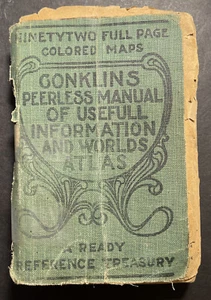 NINETYTWO FULL PAGE
COLORED MAPS
CONKLINS
PEERLESS MANUAL
OF USEFULL
INFORMATION
AND WORLDS
ATLAS
A READY
REFERENCE TREASURY